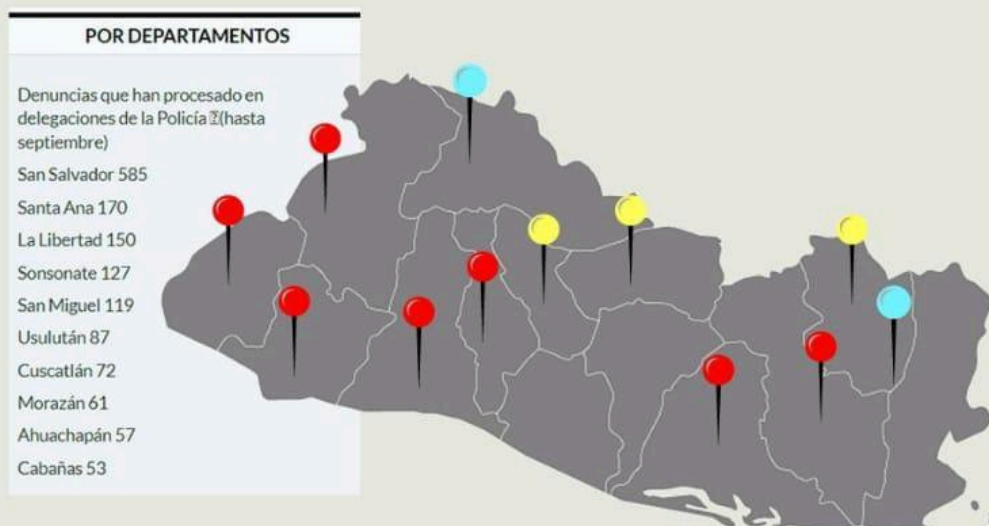 POR DEPARTAMENTOS
Denuncias que han procesado en
delegaciones de la Policía (hasta
septiembre)
San Salvador 585
Santa Ana 170
La Libertad 150
Sonsonate 127
San Miguel 119
Usulután 87
Cuscatlán 72
Morazán 61
Ahuachapán 57
Cabañas 53